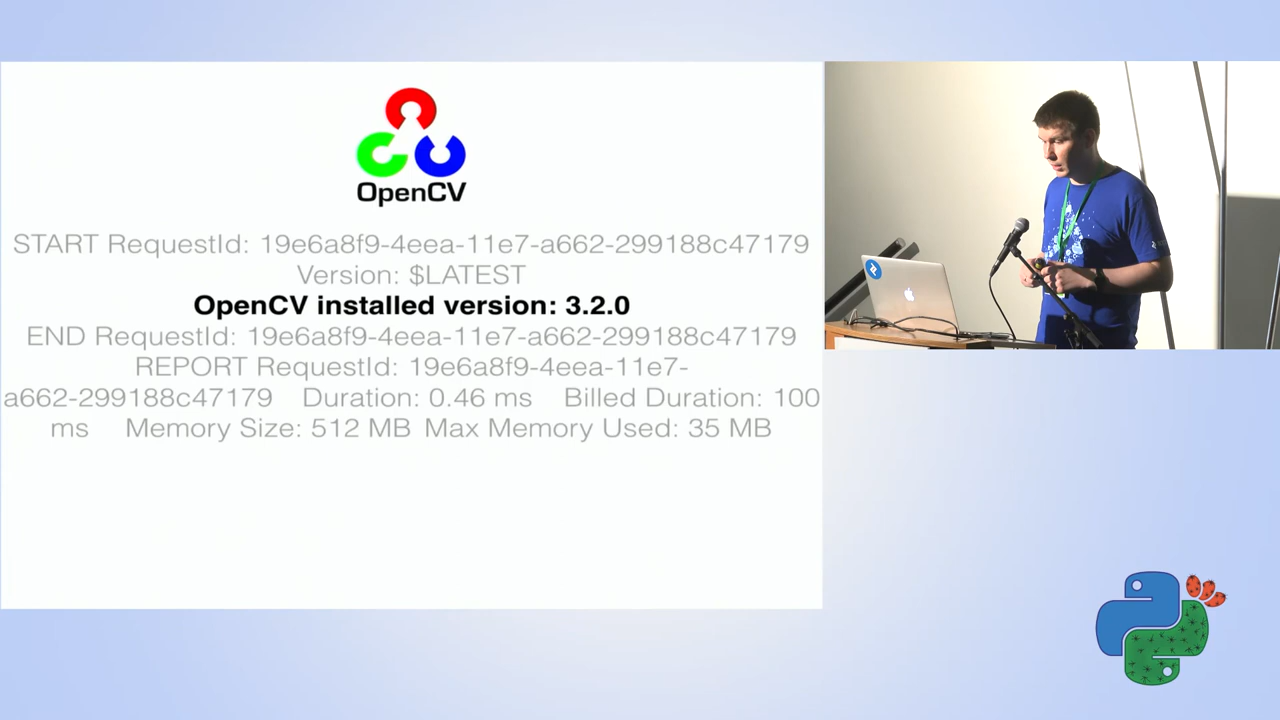 OpenCV
START RequestId: 19e6a8f9-4eea-11e7-a662-299188c47179
Version: $LATEST
OpenCV installed version: 3.2.0
END RequestId: 19e6a8f9-4eea-11e7-a662-299188c47179
REPORT RequestId: 19e6a8f9-4eea-11e7-
a662-299188c47179 Duration: 0.46 ms Billed Duration: 100
ms Memory Size: 512 MB Max Memory Used: 35 MB